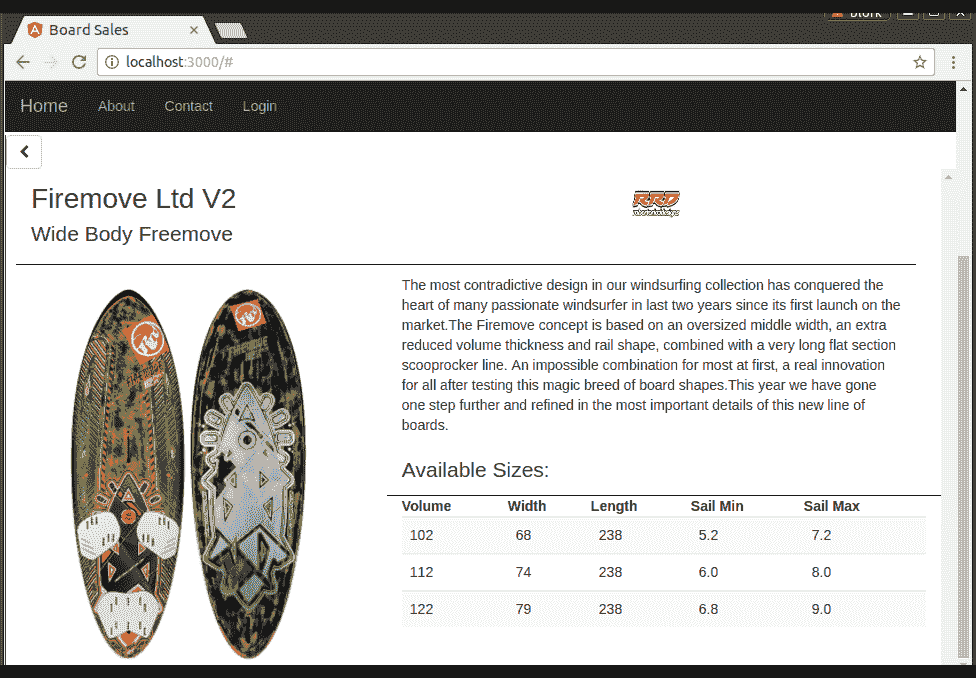 Blork
Board Sales
localhost:3000/#
Home About Contact Login
Firemove Ltd V2
RRD
Wide Body Freemove
The most contradictive design in our windsurfing collection has conquered the
heart of many passionate windsurfer in last two years since its first launch on the
market.The Firemove concept is based on an oversized middle width, an extra
reduced volume thickness and rail shape, combined with a very long flat section
scooprocker line. An impossible combination for most at first, a real innovation
for all after testing this magic breed of board shapes.This year we have gone
one step further and refined in the most important details of this new line of
boards.
Available Sizes:
Volume Width Length Sail Min Sail Max
102 68 238 5.2 7.2
112 74 238 6.0 8.0
122 79 238 6.8 9.0